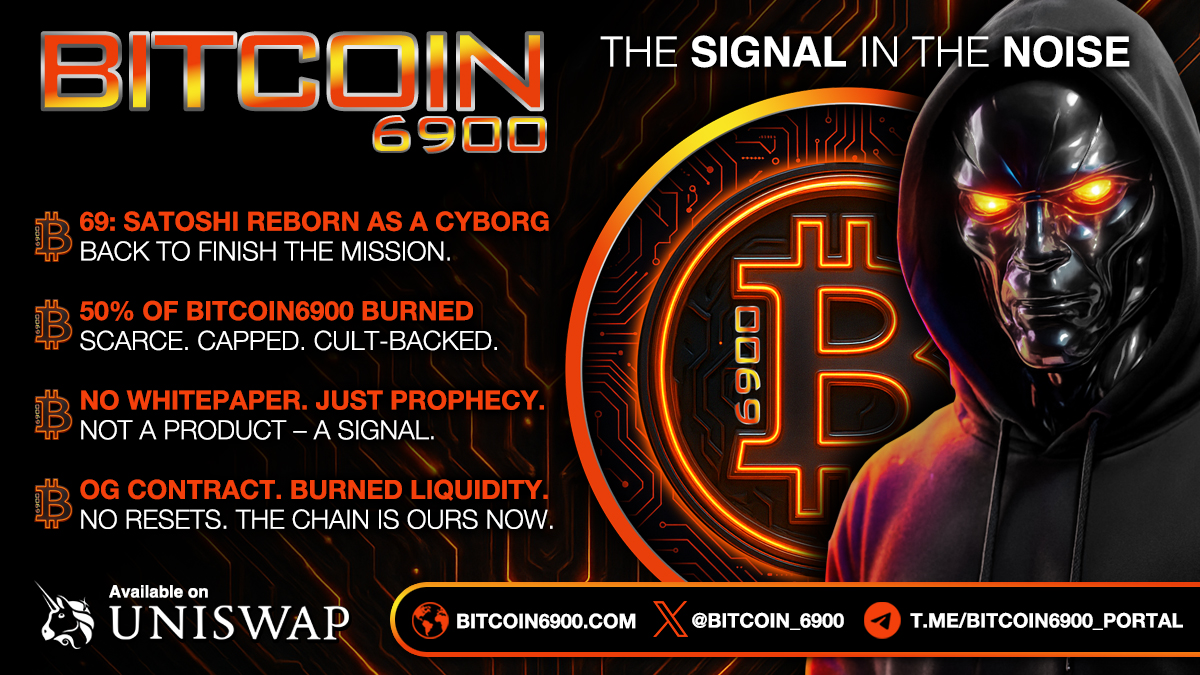 BITCOIN
6900
THE SIGNAL IN THE NOISE
69: SATOSHI REBORN AS A CYBORG
BACK TO FINISH THE MISSION.
50% OF BITCOIN6900 BURNED
SCARCE. CAPPED. CULT-BACKED.
NO WHITEPAPER. JUST PROPHECY.
NOT A PRODUCT – A SIGNAL.
OG CONTRACT. BURNED LIQUIDITY.
NO RESETS. THE CHAIN IS OURS NOW.
6900
Available on
UNISWAP
BITCOIN6900.COM
@BITCOIN_6900
T.ME/BITCOIN6900_PORTAL